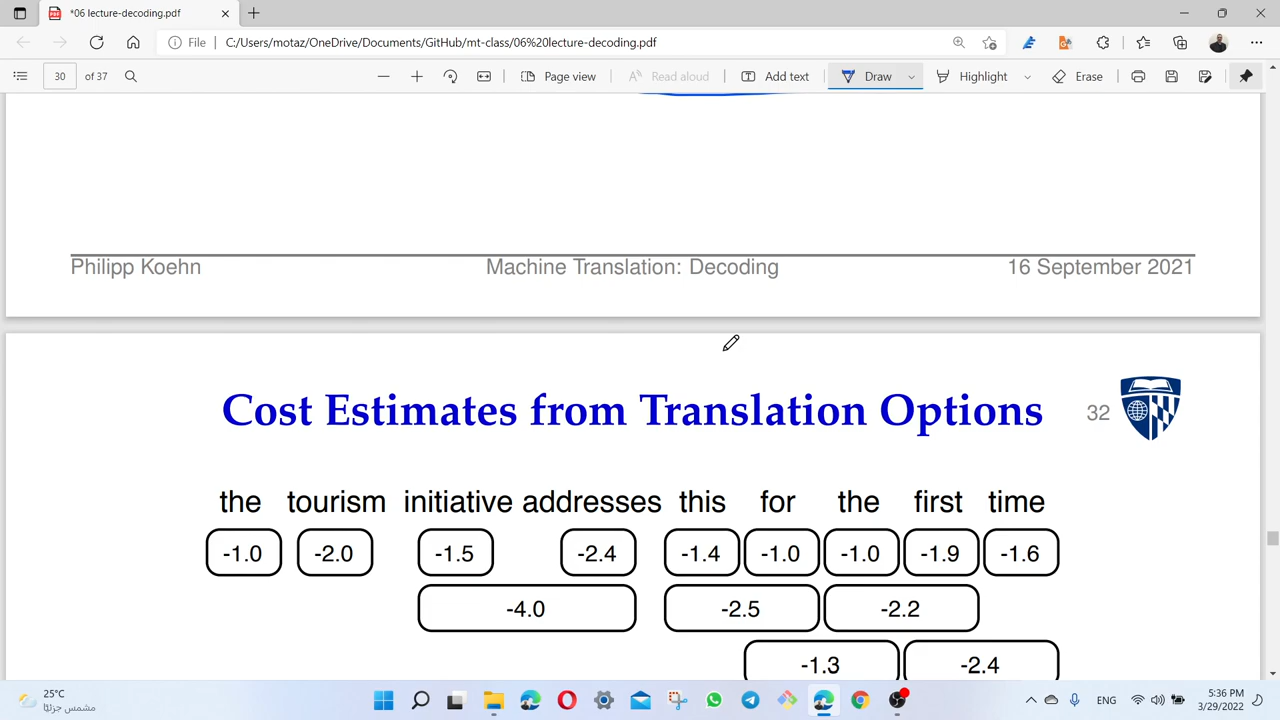 *06 lecture-decoding.pdf
File C:/Users/motaz/OneDrive/Documents/GitHub/mt-class/06%20lecture-decoding.pdf
30 of 37 Page view Read aloud Add text Draw Highlight Erase
Philipp Koehn Machine Translation: Decoding 16 September 2021
Cost Estimates from Translation Options 32
the tourism initiative addresses this for the first time
-1.0 -2.0 -1.5 -2.4 -1.4 -1.0 -1.0 -1.9 -1.6
-4.0 -2.5 -2.2
-1.3 -2.4
25°C
مشمس جزئيًا
ENG
5:36 PM
3/29/2022